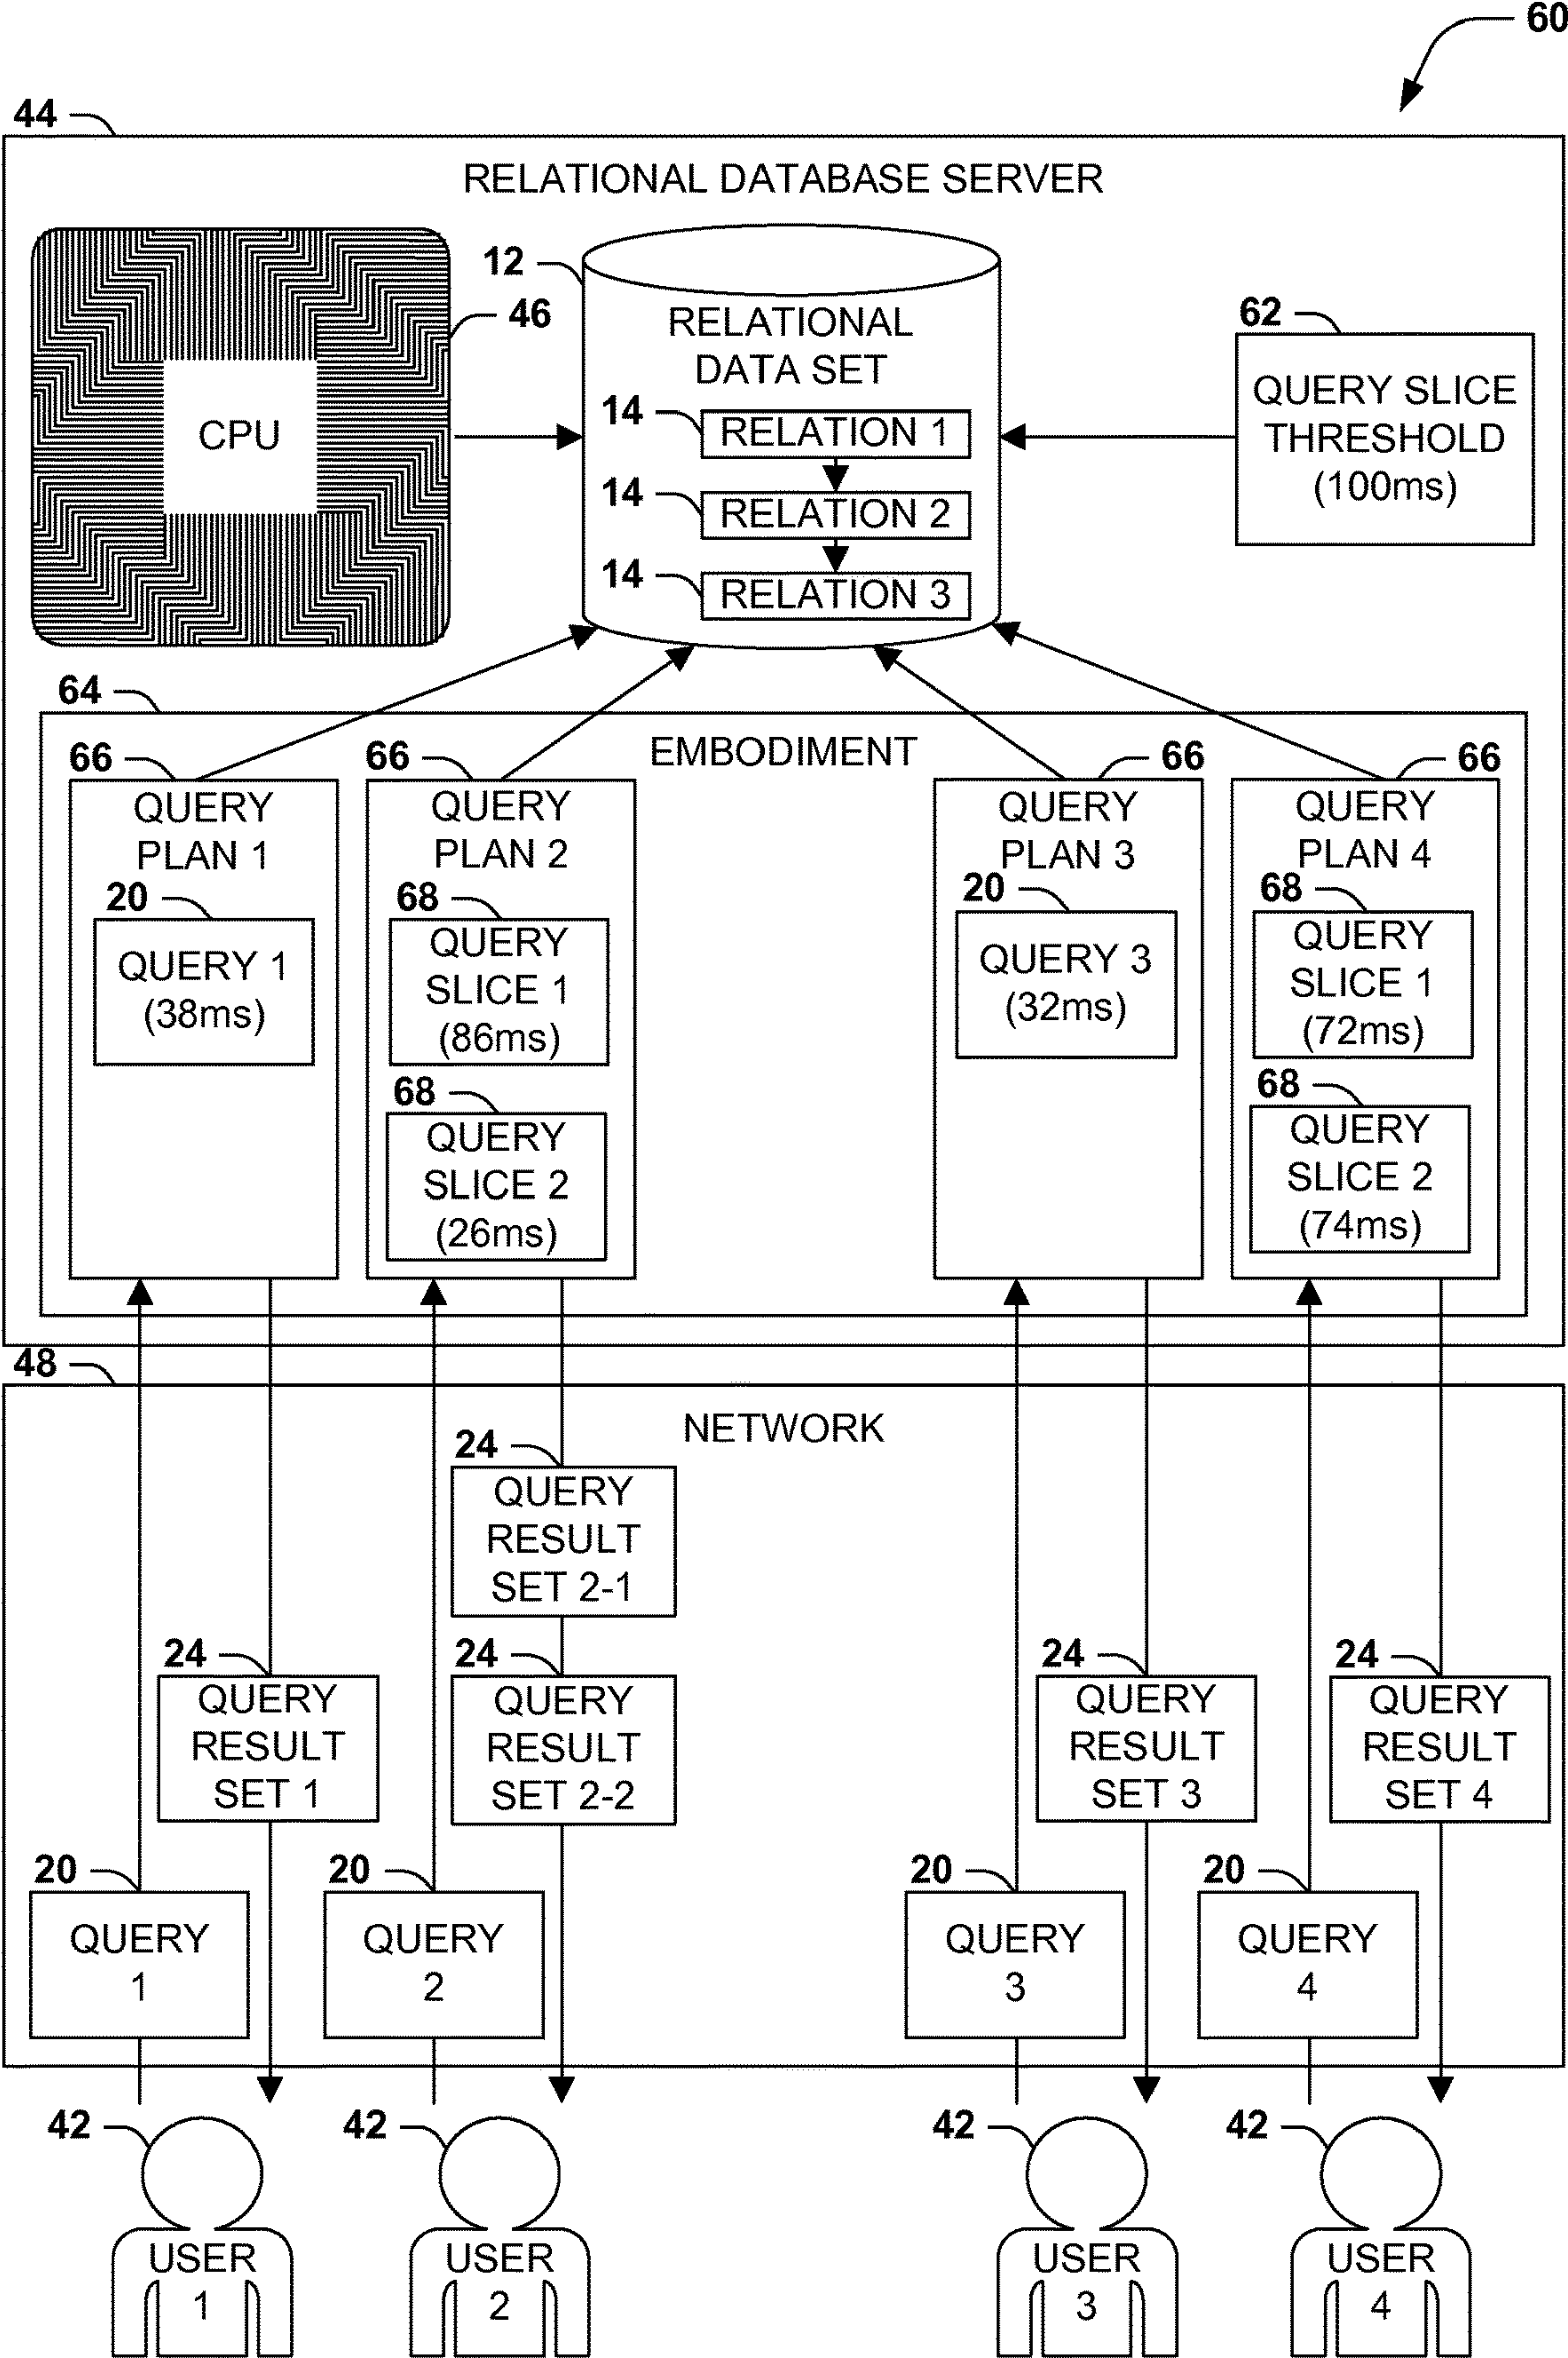 60
44
RELATIONAL DATABASE SERVER
12
46
CPU
RELATIONAL
DATA SET
14
RELATION 1
14
RELATION 2
14
RELATION 3
62
QUERY SLICE
THRESHOLD
(100ms)
64
EMBODIMENT
66
QUERY
PLAN 1
20
QUERY 1
(38ms)
66
QUERY
PLAN 2
68
QUERY
SLICE 1
(86ms)
68
QUERY
SLICE 2
(26ms)
66
QUERY
PLAN 3
20
QUERY 3
(32ms)
66
QUERY
PLAN 4
68
QUERY
SLICE 1
(72ms)
68
QUERY
SLICE 2
(74ms)
48
NETWORK
24
QUERY
RESULT
SET 1
24
QUERY
RESULT
SET 2-1
24
QUERY
RESULT
SET 2-2
24
QUERY
RESULT
SET 3
24
QUERY
RESULT
SET 4
20
QUERY
1
20
QUERY
2
20
QUERY
3
20
QUERY
4
42
USER
1
42
USER
2
42
USER
3
42
USER
4